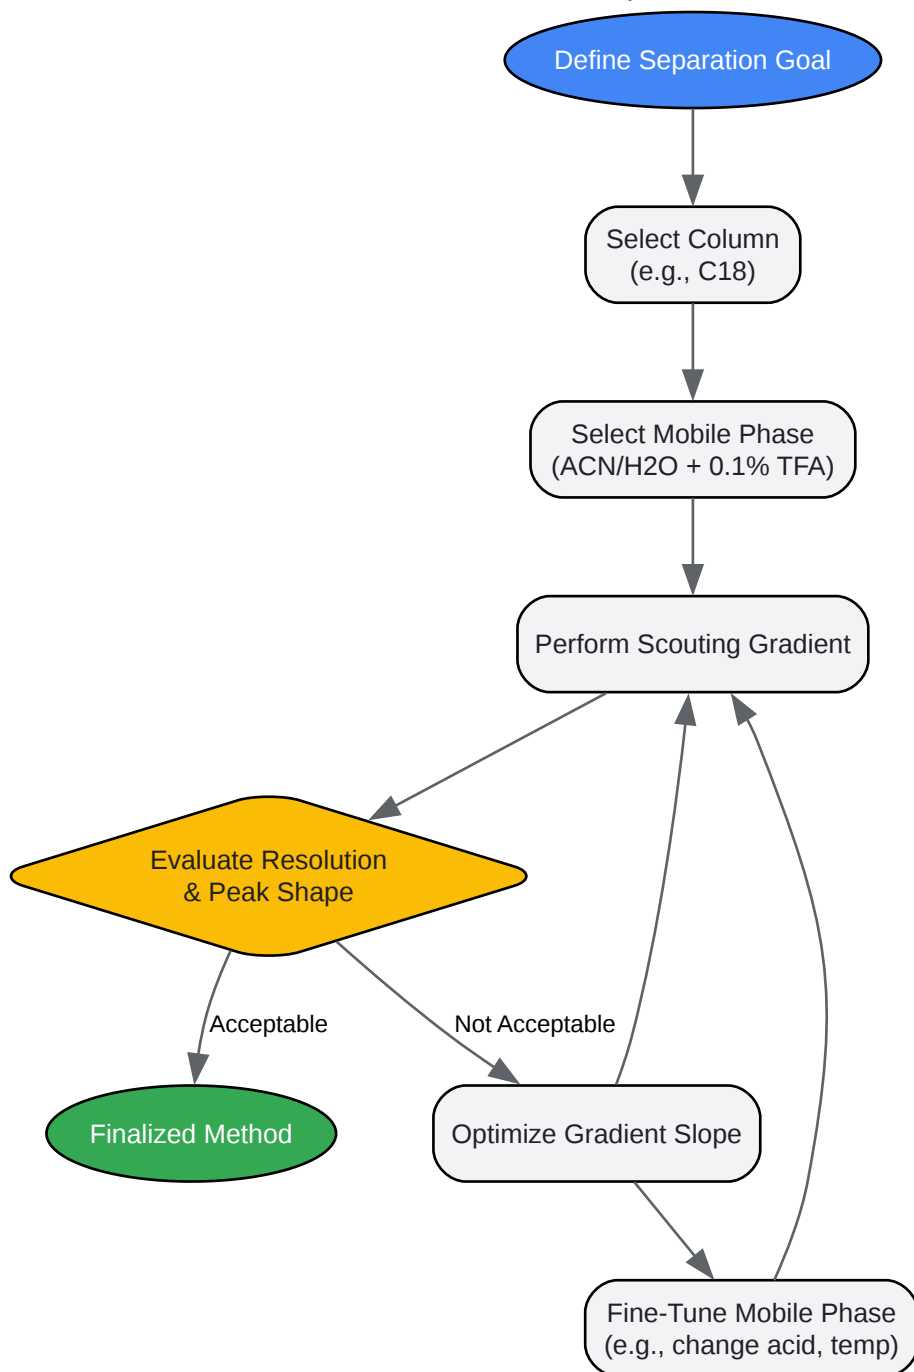 Define Separation Goal
Select Column
(e.g., C18)
Select Mobile Phase
(ACN/H2O + 0.1% TFA)
Perform Scouting Gradient
Evaluate Resolution
& Peak Shape
Acceptable
Not Acceptable
Finalized Method
Optimize Gradient Slope
Fine-Tune Mobile Phase
(e.g., change acid, temp)